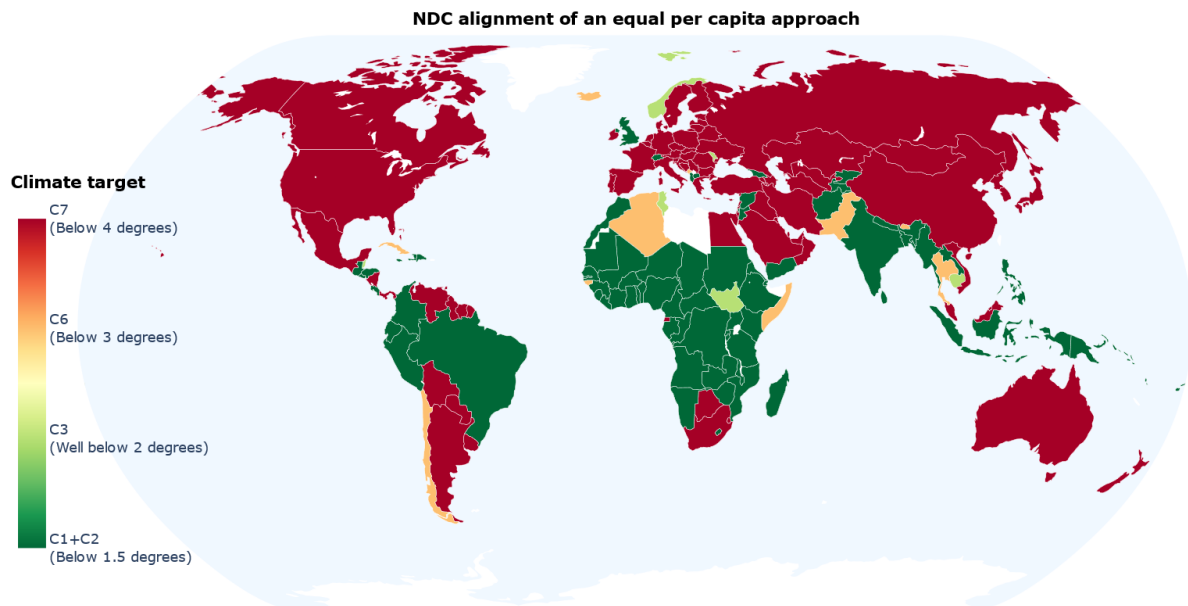 NDC alignment of an equal per capita approach
Climate target
C7
(Below 4 degrees)
C6
(Below 3 degrees)
C3
(Well below 2 degrees)
C1+C2
(Below 1.5 degrees)